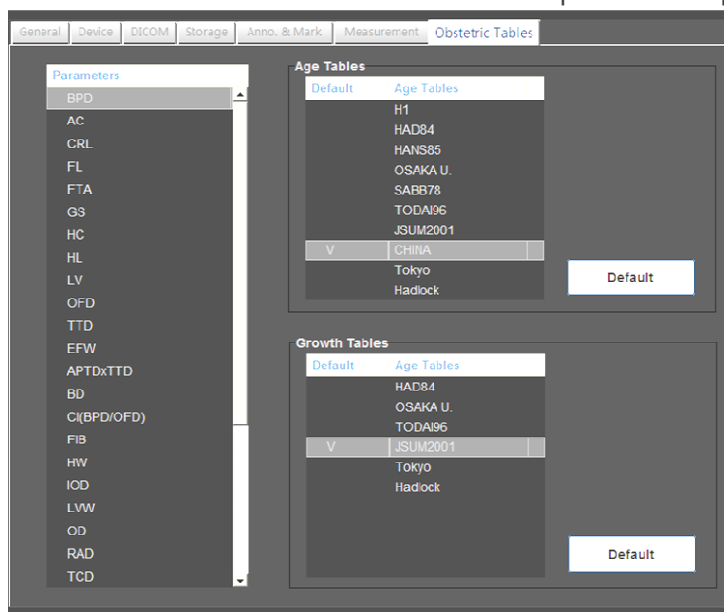 General Device DICOM Storage Anno. & Mark Measurement Obstetric Tables
Parameters
BPD
AC
CRL
FL
FTA
GS
HC
HL
LV
OFD
TTD
EFW
APTDxTTD
BD
CI(BPD/OFD)
FIB
HW
IOD
LVW
OD
RAD
TCD
Age Tables
Default Age Tables
H1
HAD84
HANS85
OSAKA U.
SABB78
TODAI96
JSUM2001
V CHINA
Tokyo
Hadlock
Default
Growth Tables
Default Age Tables
HAD84
OSAKA U.
TODAI96
V JSUM2001
Tokyo
Hadlock
Default